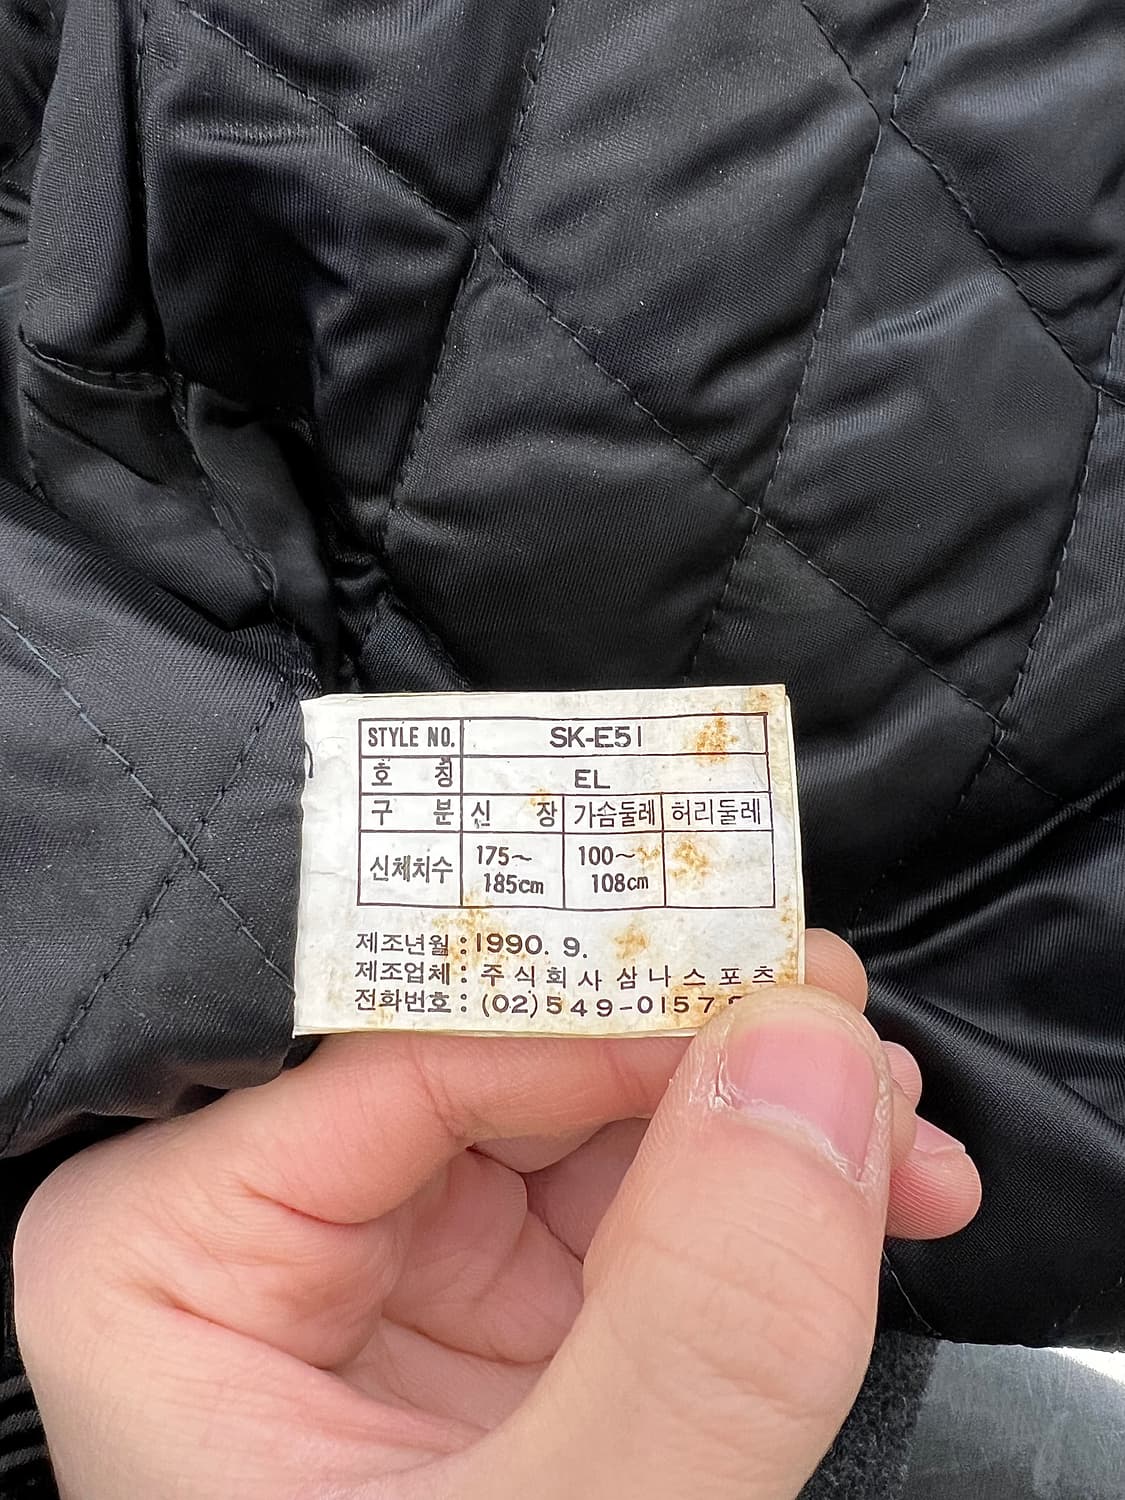 STYLE NO. SK-E51
호 칭 EL
구 분 신 장 가슴둘레 허리둘레
신체치수 175~185cm 100~108cm
제조년월 : 1990. 9.
제조업체 : 주식회사 삼나스포츠
전화번호 : (02)549-0157